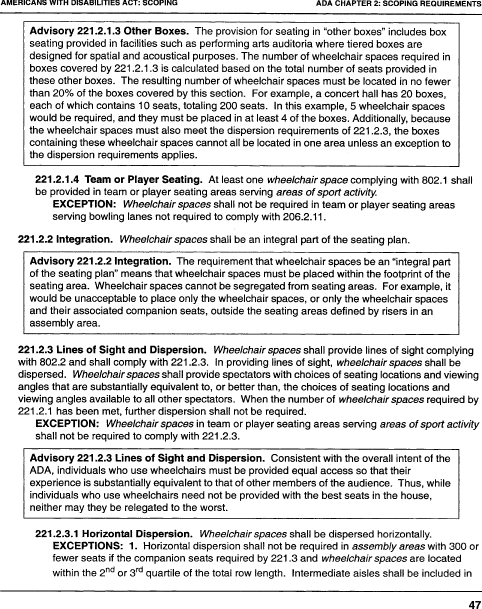 AMERICANS WITH DISABILITIES ACT: SCOPING
ADA CHAPTER 2: SCOPING REQUIREMENTS
Advisory 221.2.1.3 Other Boxes. The provision for seating in “other boxes” includes box
seating provided in facilities such as performing arts auditoria where tiered boxes are
designed for spatial and acoustical purposes. The number of wheelchair spaces required in
boxes covered by 221.2.1.3 is calculated based on the total number of seats provided in
these other boxes. The resulting number of wheelchair spaces must be located in no fewer
than 20% of the boxes covered by this section. For example, a concert hall has 20 boxes,
each of which contains 10 seats, totaling 200 seats. In this example, 5 wheelchair spaces
would be required, and they must be placed in at least 4 of the boxes. Additionally, because
the wheelchair spaces must also meet the dispersion requirements of 221.2.3, the boxes
containing these wheelchair spaces cannot all be located in one area unless an exception to
the dispersion requirements applies.
221.2.1.4 Team or Player Seating. At least one wheelchair space complying with 802.1 shall
be provided in team or player seating areas serving areas of sport activity.
EXCEPTION: Wheelchair spaces shall not be required in team or player seating areas
serving bowling lanes not required to comply with 206.2.11.
221.2.2 Integration. Wheelchair spaces shall be an integral part of the seating plan.
Advisory 221.2.2 Integration. The requirement that wheelchair spaces be an “integral part
of the seating plan” means that wheelchair spaces must be placed within the footprint of the
seating area. Wheelchair spaces cannot be segregated from seating areas. For example, it
would be unacceptable to place only the wheelchair spaces, or only the wheelchair spaces
and their associated companion seats, outside the seating areas defined by risers in an
assembly area.
221.2.3 Lines of Sight and Dispersion. Wheelchair spaces shall provide lines of sight complying
with 802.2 and shall comply with 221.2.3. In providing lines of sight, wheelchair spaces shall be
dispersed. Wheelchair spaces shall provide spectators with choices of seating locations and viewing
angles that are substantially equivalent to, or better than, the choices of seating locations and
viewing angles available to all other spectators. When the number of wheelchair spaces required by
221.2.1 has been met, further dispersion shall not be required.
EXCEPTION: Wheelchair spaces in team or player seating areas serving areas of sport activity
shall not be required to comply with 221.2.3.
Advisory 221.2.3 Lines of Sight and Dispersion. Consistent with the overall intent of the
ADA, individuals who use wheelchairs must be provided equal access so that their
experience is substantially equivalent to that of other members of the audience. Thus, while
individuals who use wheelchairs need not be provided with the best seats in the house,
neither may they be relegated to the worst.
221.2.3.1 Horizontal Dispersion. Wheelchair spaces shall be dispersed horizontally.
EXCEPTIONS: 1. Horizontal dispersion shall not be required in assembly areas with 300 or
fewer seats if the companion seats required by 221.3 and wheelchair spaces are located
within the 2nd or 3rd quartile of the total row length. Intermediate aisles shall be included in
47